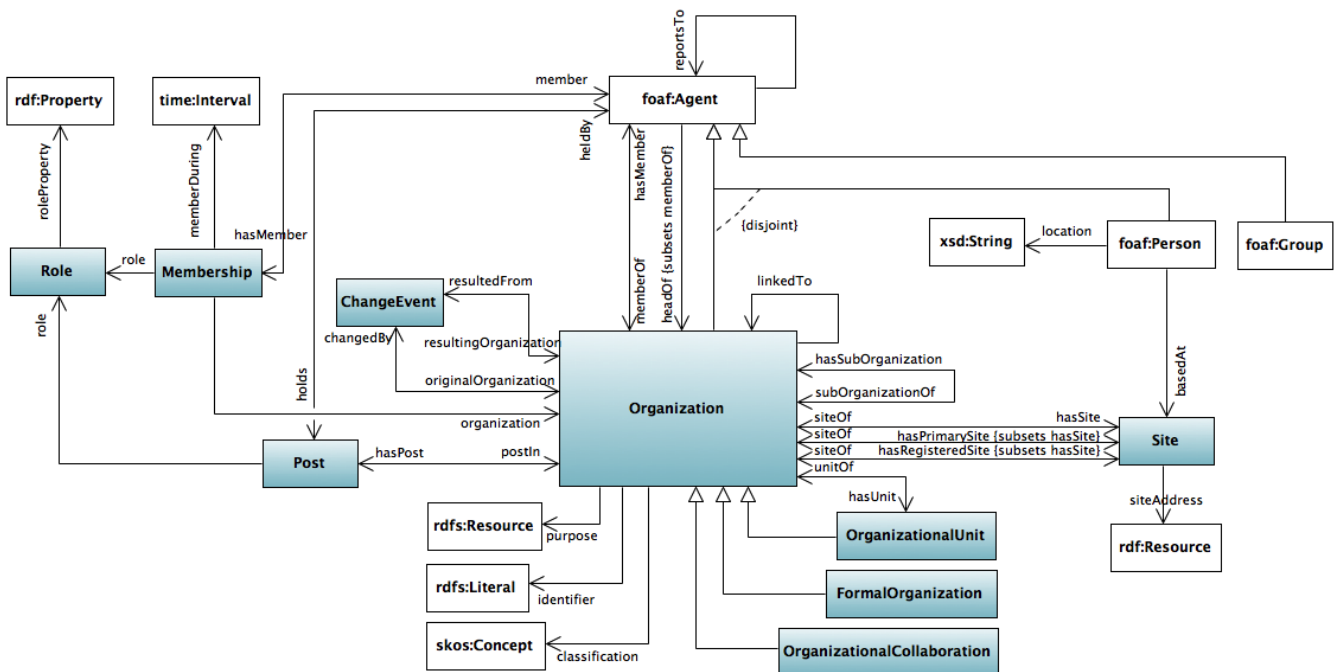 reportsTo
member
rdf:Property
time:Interval
foaf:Agent
heldBy
hasMember
headOf {subsets memberOf}
roleProperty
memberDuring
{disjoint}
hasMember
xsd:String
location
foaf:Person
foaf:Group
Role
role
Membership
memberOf
linkedTo
ChangeEvent
resultedFrom
changedBy
role
resultingOrganization
hasSubOrganization
basedAt
originalOrganization
subOrganizationOf
holds
Organization
organization
siteOf
hasSite
siteOf
hasPrimarySite {subsets hasSite}
Site
siteOf
hasRegisteredSite {subsets hasSite}
Post
hasPost
postIn
unitOf
hasUnit
siteAddress
rdfs:Resource
purpose
OrganizationalUnit
rdf:Resource
rdfs:Literal
identifier
FormalOrganization
skos:Concept
classification
OrganizationalCollaboration